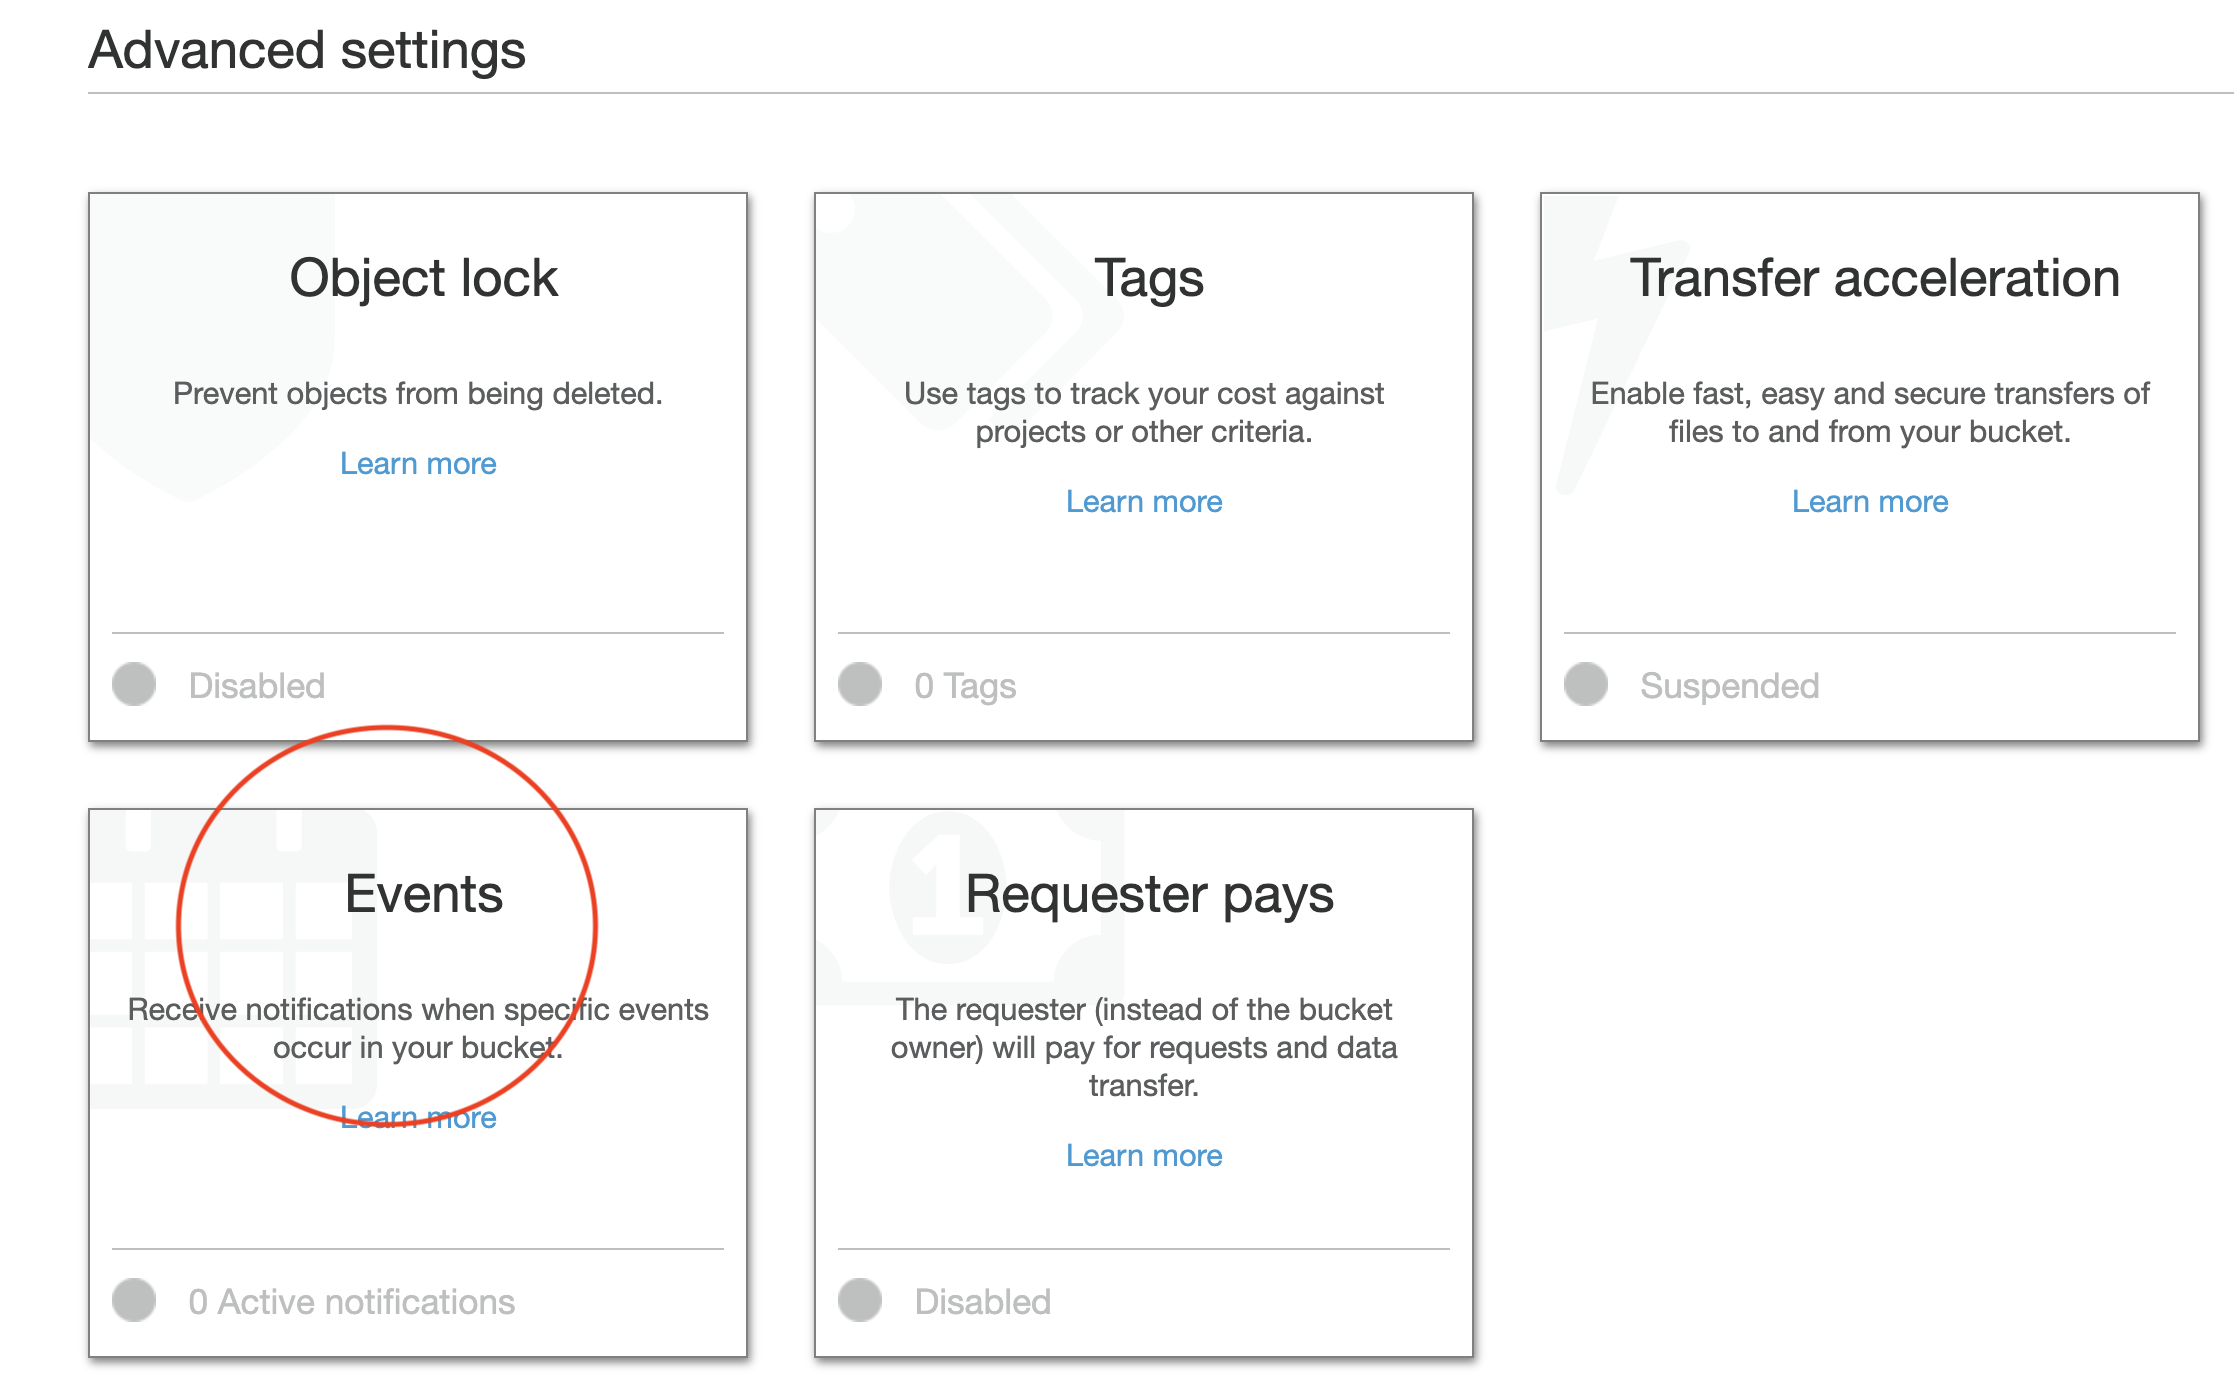 Advanced settings
Object lock
Prevent objects from being deleted.
Learn more
Disabled
Tags
Use tags to track your cost against
projects or other criteria.
Learn more
0 Tags
Transfer acceleration
Enable fast, easy and secure transfers of
files to and from your bucket.
Learn more
Suspended
Events
Receive notifications when specific events
occur in your bucket.
Learn more
0 Active notifications
1
Requester pays
The requester (instead of the bucket
owner) will pay for requests and data
transfer.
Learn more
Disabled